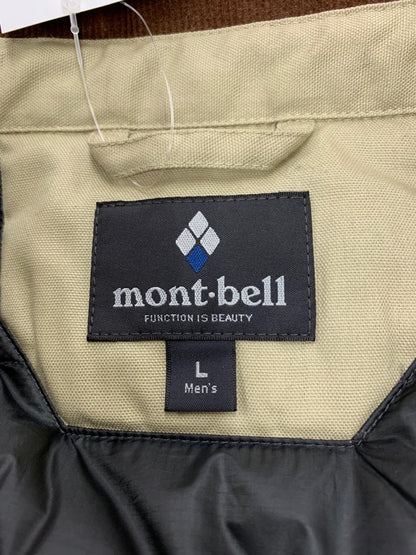 mont·bell
FUNCTION IS BEAUTY
L
Men's